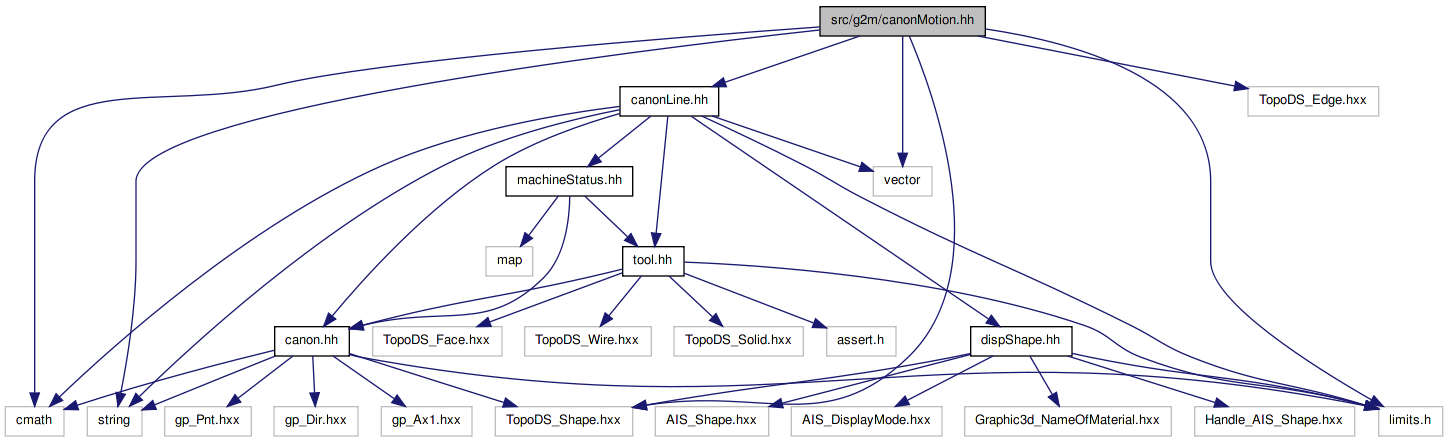 src/g2m/canonMotion.hh
canonLine.hh
TopoDS_Edge.hxx
machineStatus.hh
vector
map
tool.hh
canon.hh
TopoDS_Face.hxx
TopoDS_Wire.hxx
TopoDS_Solid.hxx
assert.h
dispShape.hh
cmath
string
gp_Pnt.hxx
gp_Dir.hxx
gp_Ax1.hxx
TopoDS_Shape.hxx
AIS_Shape.hxx
AIS_DisplayMode.hxx
Graphic3d_NameOfMaterial.hxx
Handle_AIS_Shape.hxx
limits.h